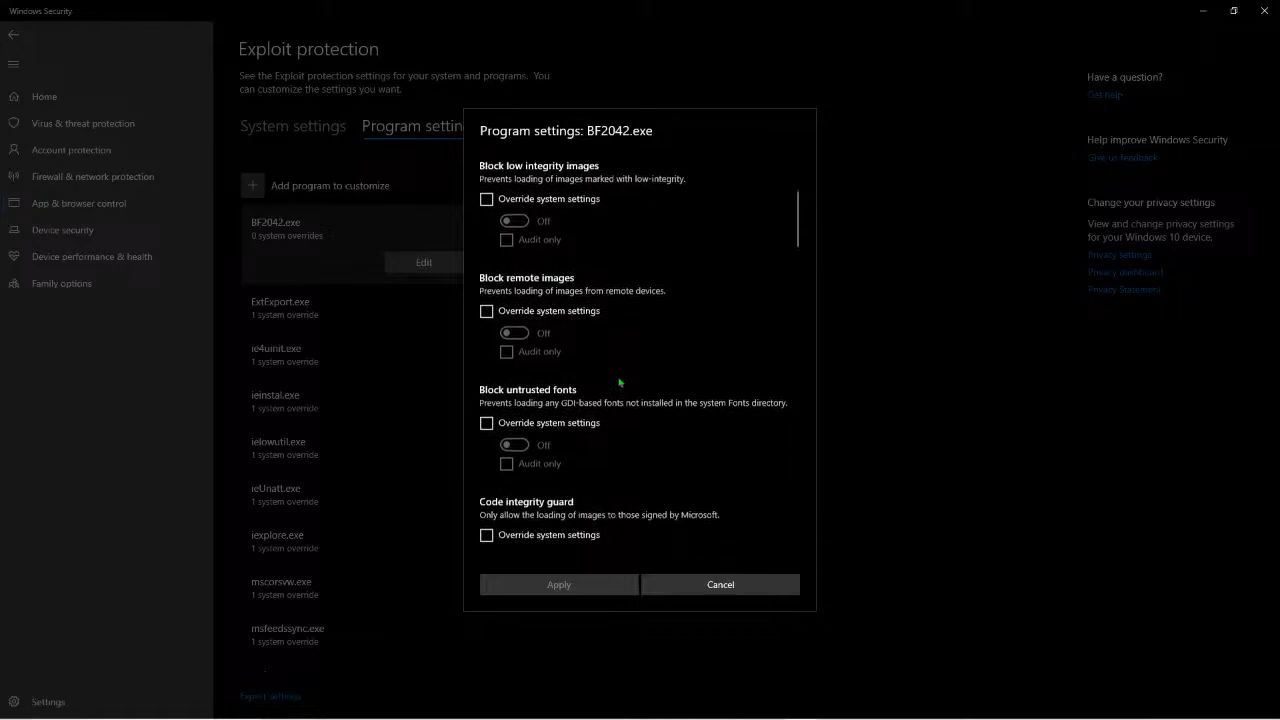 Windows Security
Home
Virus & threat protection
Account protection
Firewall & network protection
App & browser control
Device security
Device performance & health
Family options
Settings
Exploit protection
See the Exploit protection settings for your system and programs. You
can customize the settings you want.
System settings
Program settin
Add program to customize
BF2042.exe
0 system overrides
Edit
ExtExport.exe
1 system override
ie4uinit.exe
1 system override
ieinstal.exe
1 system override
ielowutil.exe
1 system override
ieUnatt.exe
1 system override
iexplore.exe
1 system override
mscorsvw.exe
1 system override
msfeedssync.exe
1 system override
Export settings
Program settings: BF2042.exe
Block low integrity images
Prevents loading of images marked with low-integrity.
Override system settings
Off
Audit only
Block remote images
Prevents loading of images from remote devices.
Override system settings
Off
Audit only
Block untrusted fonts
Prevents loading any GDI-based fonts not installed in the system Fonts directory.
Override system settings
Off
Audit only
Code integrity guard
Only allow the loading of images to those signed by Microsoft.
Override system settings
Apply
Cancel
Have a question?
Get help
Help improve Windows Security
Give us feedback
Change your privacy settings
View and change privacy settings
for your Windows 10 device.
Privacy settings
Privacy dashboard
Privacy Statement